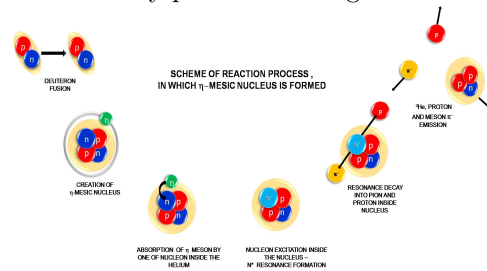 SCHEME OF REACTION PROCESS ,
IN WHICH η–MESIC NUCLEUS IS FORMED
p
n
p
n
DEUTERON
FUSION
η
n
p
p
n
CREATION OF
η-MESIC NUCLEUS
η
n
p
p
n
ABSORPTION OF η MESON BY
ONE OF NUCLEON INSIDE THE
HELIUM
p
p
n
NUCLEON EXCITATION INSIDE
THE NUCLEUS –
N* RESONANCE FORMATION
p
p
p
n
RESONANCE DECAY
INTO PION AND
PROTON INSIDE
NUCLEUS
p
π-
p
p
n
³He, PROTON
AND MESON π-
EMISSION